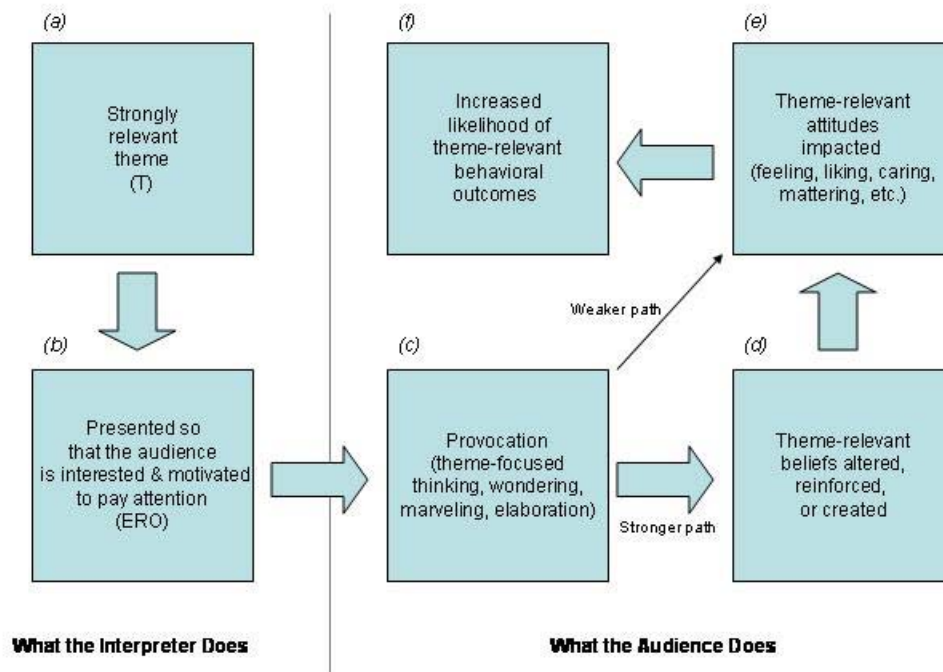 (a)
Strongly
relevant
theme
(T)
(f)
Increased
likelihood of
theme-relevant
behavioral
outcomes
(e)
Theme-relevant
attitudes
impacted
(feeling, liking, caring,
mattering, etc.)
Weaker path
(b)
Presented so
that the audience
is interested & motivated
to pay attention
(ERO)
(c)
Provocation
(theme-focused
thinking, wondering,
marveling, elaboration)
Stronger path
(d)
Theme-relevant
beliefs altered,
reinforced,
or created
What the Interpreter Does
What the Audience Does